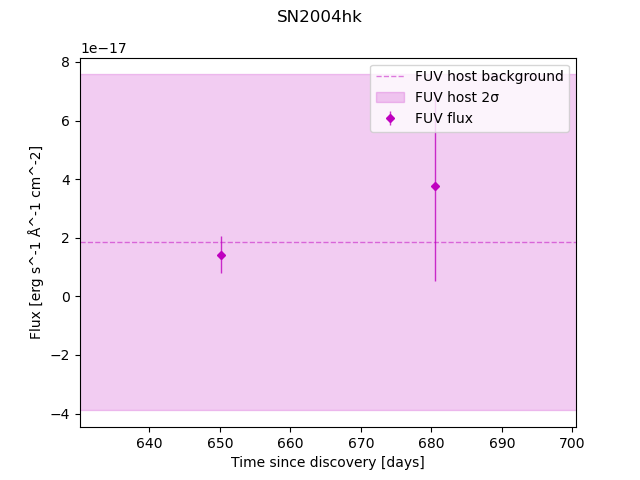 SN2004hk
1e−17
FUV host background
FUV host 2σ
FUV flux
8
6
4
2
0
−2
−4
Flux [erg s^-1 Å^-1 cm^-2]
640 650 660 670 680 690 700
Time since discovery [days]